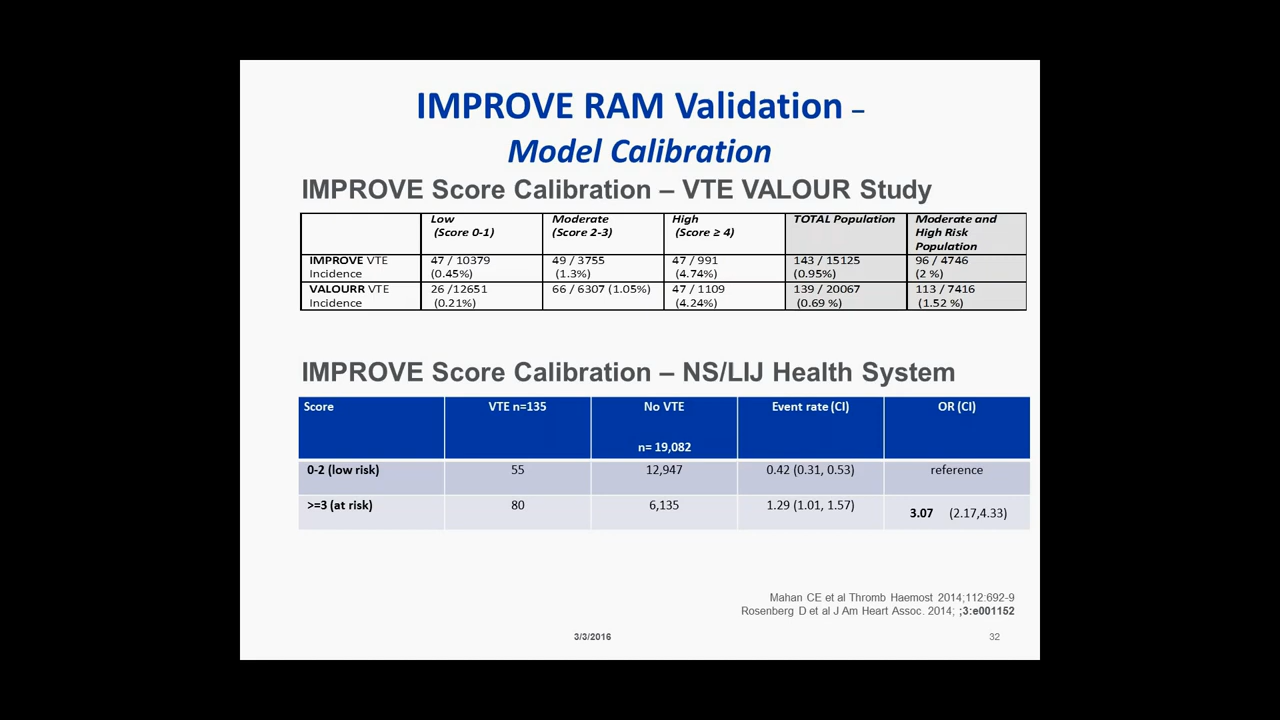 IMPROVE RAM Validation –
Model Calibration
IMPROVE Score Calibration – VTE VALOUR Study
Low (Score 0-1) Moderate (Score 2-3) High (Score ≥ 4) TOTAL Population Moderate and High Risk Population
IMPROVE VTE Incidence 47 / 10379 (0.45%) 49 / 3755 (1.3%) 47 / 991 (4.74%) 143 / 15125 (0.95%) 96 / 4746 (2 %)
VALOURR VTE Incidence 26 /12651 (0.21%) 66 / 6307 (1.05%) 47 / 1109 (4.24%) 139 / 20067 (0.69 %) 113 / 7416 (1.52 %)
IMPROVE Score Calibration – NS/LIJ Health System
Score VTE n=135 No VTE n= 19,082 Event rate (CI) OR (CI)
0-2 (low risk) 55 12,947 0.42 (0.31, 0.53) reference
>=3 (at risk) 80 6,135 1.29 (1.01, 1.57) 3.07 (2.17,4.33)
Mahan CE et al Thromb Haemost 2014;112:692-9
Rosenberg D et al J Am Heart Assoc. 2014; ;3:e001152
3/3/2016 32